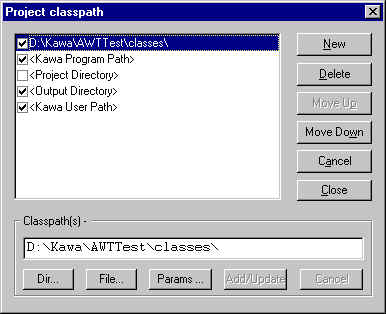 Project classpath
D:\Kawa\AWTTest\classes\
<Kawa Program Path>
<Project Directory>
<Output Directory>
<Kawa User Path>
New
Delete
Move Up
Move Down
Cancel
Close
Classpath(s) -
D:\Kawa\AWTTest\classes\
Dir... File... Params ... Add/Update Cancel